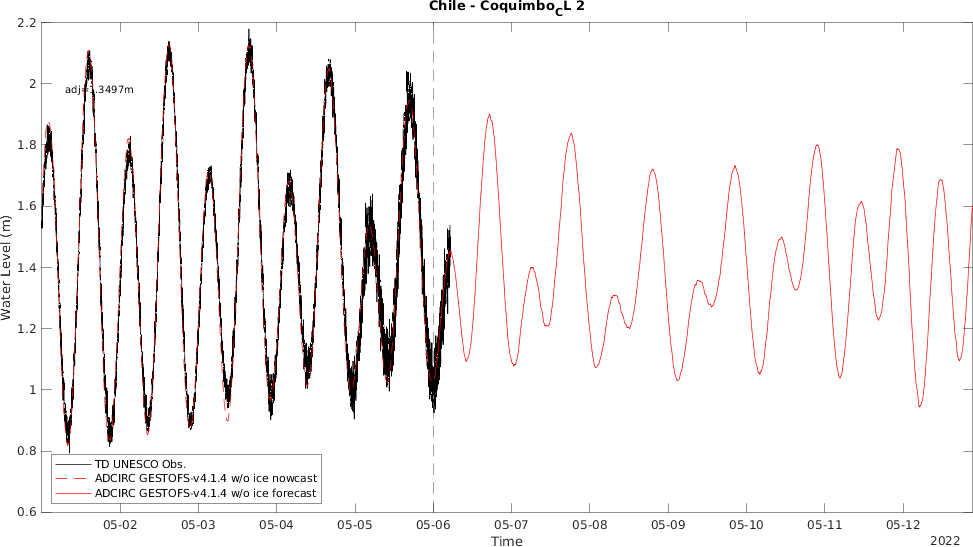 Chile - Coquimbo_CL 2
2.2
2
1.8
1.6
1.4
1.2
1
0.8
0.6
Water Level (m)
adj=1.3497m
TD UNESCO Obs.
ADCIRC GESTOFS-v4.1.4 w/o ice nowcast
ADCIRC GESTOFS-v4.1.4 w/o ice forecast
05-02 05-03 05-04 05-05 05-06 05-07 05-08 05-09 05-10 05-11 05-12
Time
2022